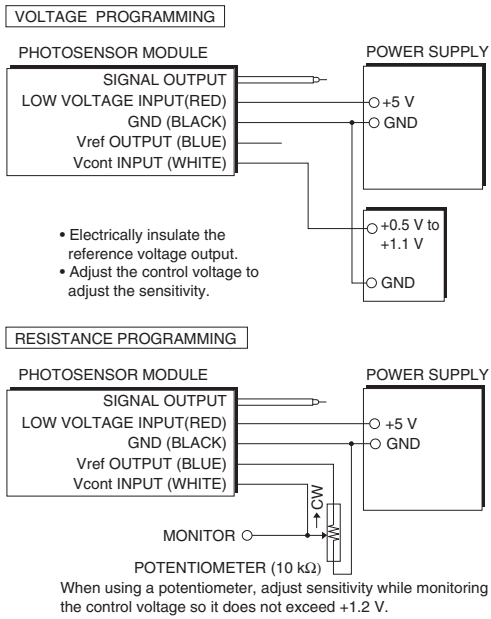 VOLTAGE PROGRAMMING
PHOTOSENSOR MODULE
POWER SUPPLY
SIGNAL OUTPUT
LOW VOLTAGE INPUT(RED)
+5 V
GND (BLACK)
GND
Vref OUTPUT (BLUE)
Vcont INPUT (WHITE)
+0.5 V to
+1.1 V
GND
• Electrically insulate the
reference voltage output.
• Adjust the control voltage to
adjust the sensitivity.
RESISTANCE PROGRAMMING
PHOTOSENSOR MODULE
POWER SUPPLY
SIGNAL OUTPUT
LOW VOLTAGE INPUT(RED)
+5 V
GND (BLACK)
GND
Vref OUTPUT (BLUE)
Vcont INPUT (WHITE)
CW
MONITOR
POTENTIOMETER (10 kΩ)
When using a potentiometer, adjust sensitivity while monitoring
the control voltage so it does not exceed +1.2 V.